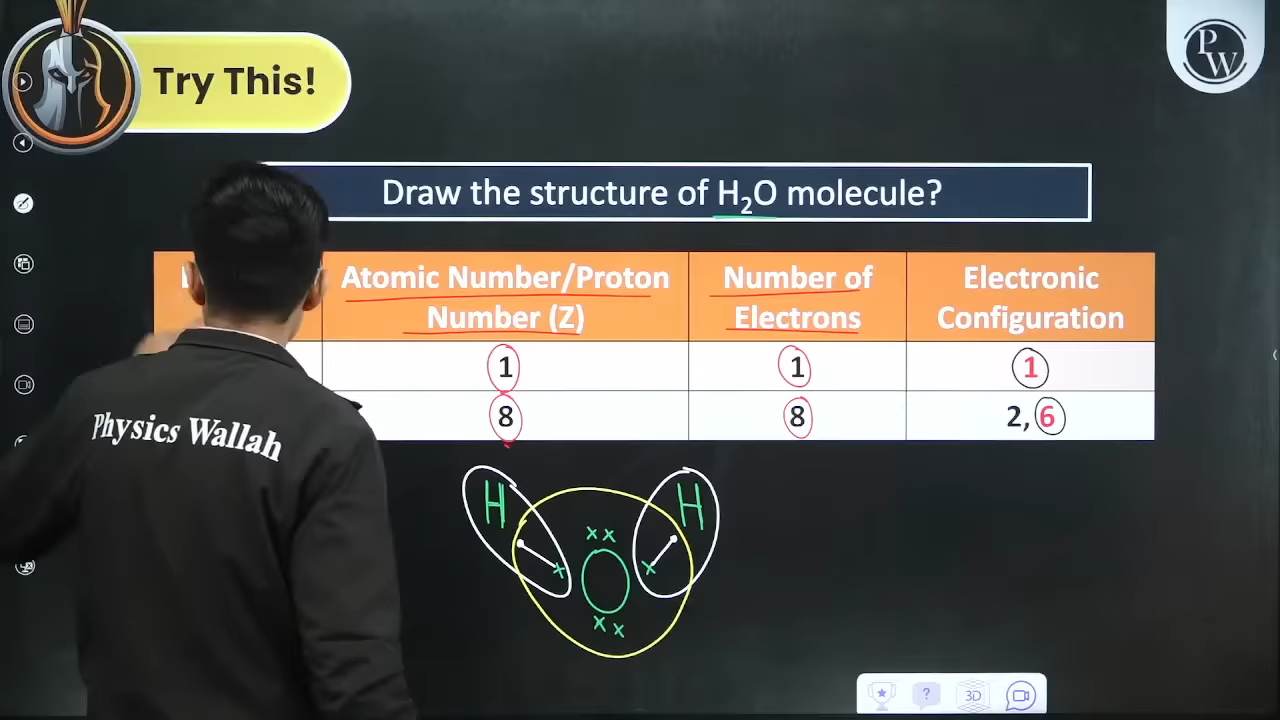 Try This!
PW
Draw the structure of H₂O molecule?
Atomic Number/Proton Number (Z)
Number of Electrons
Electronic Configuration
1
1
1
8
8
2, 6
Physics Wallah
H
H
x x
x
x
x x
?
3D